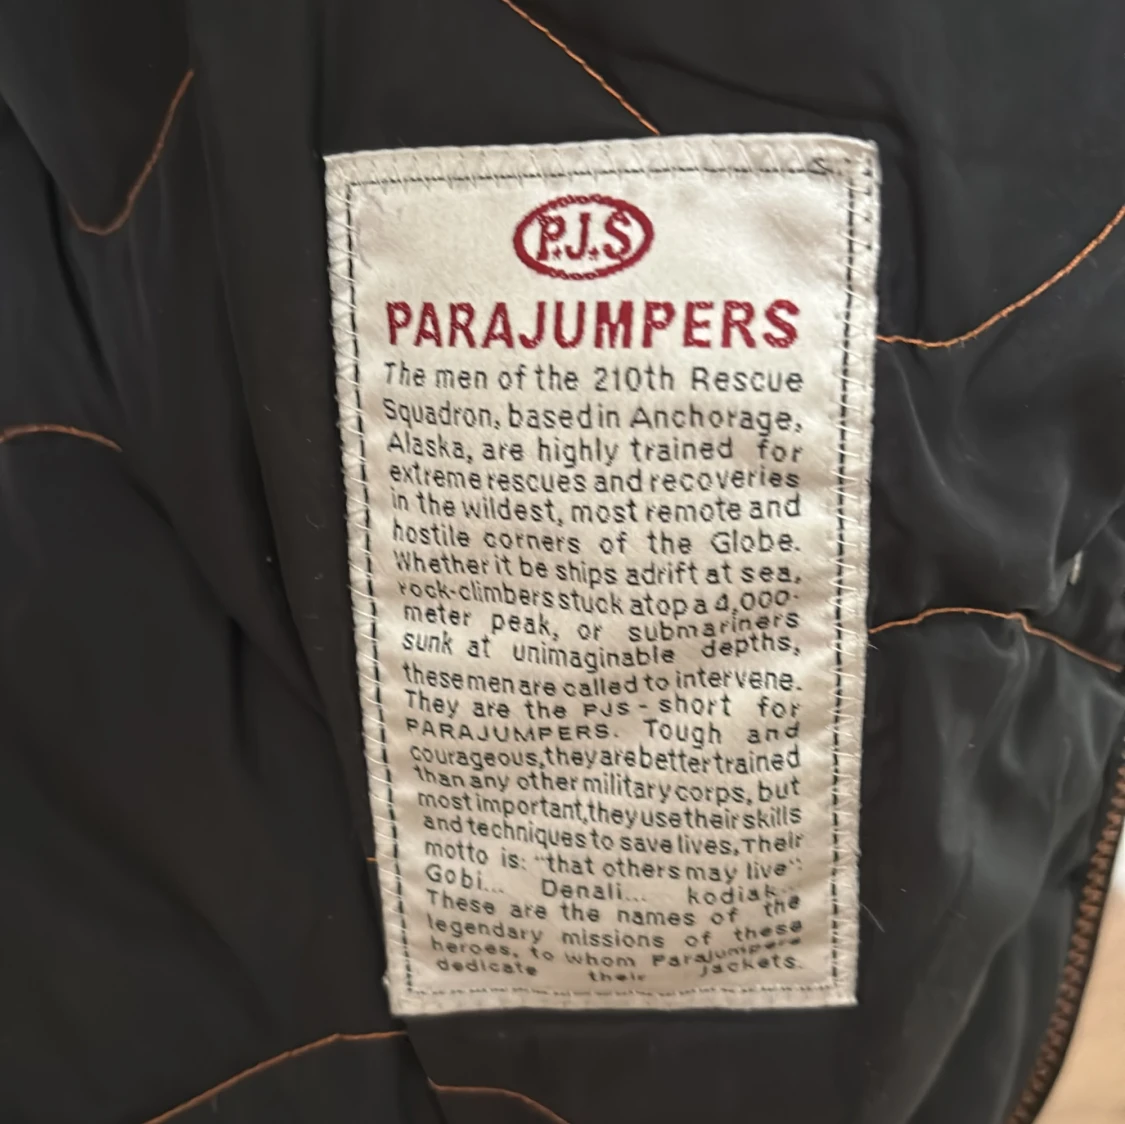 P.J.S
PARAJUMPERS
The men of the 210th Rescue
Squadron, based in Anchorage,
Alaska, are highly trained for
extreme rescues and recoveries
in the wildest, most remote and
hostile corners of the Globe.
Whether it be ships adrift at sea,
rock-climbers stuck atop a 4,000-
meter peak, or submariners
sunk at unimaginable depths,
these men are called to intervene.
They are the PJS - short for
PARAJUMPERS. Tough and
courageous, they are better trained
than any other military corps, but
most important, they use their skills
and techniques to save lives, Their
motto is: "that others may live":
Gobi... Denali... kodiak...
These are the names of the
legendary missions of these
heroes, to whom Parajumpers
dedicate their jackets.